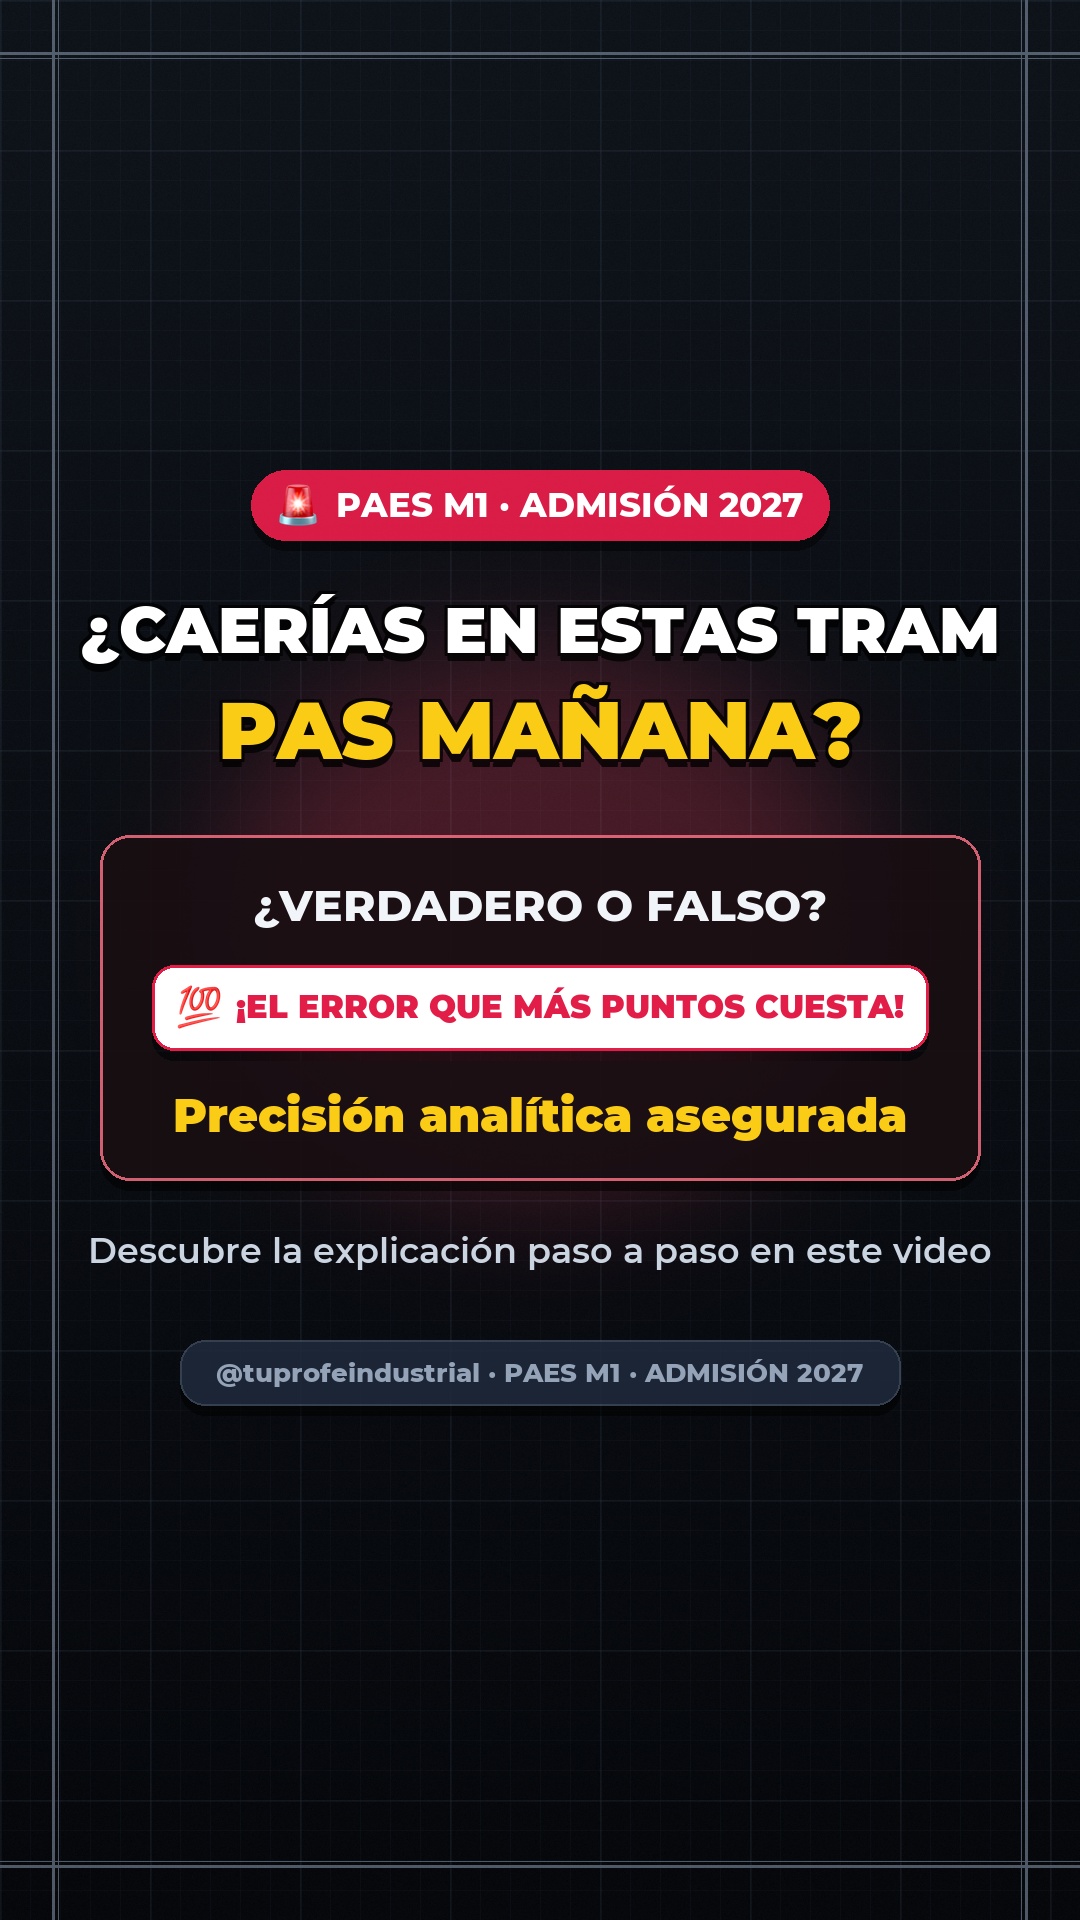 🚨 PAES M1 · ADMISIÓN 2027
¿CAERÍAS EN ESTAS TRAM
PAS MAÑANA?
¿VERDADERO O FALSO?
💯 ¡EL ERROR QUE MÁS PUNTOS CUESTA!
Precisión analítica asegurada
Descubre la explicación paso a paso en este video
@tuprofeindustrial · PAES M1 · ADMISIÓN 2027